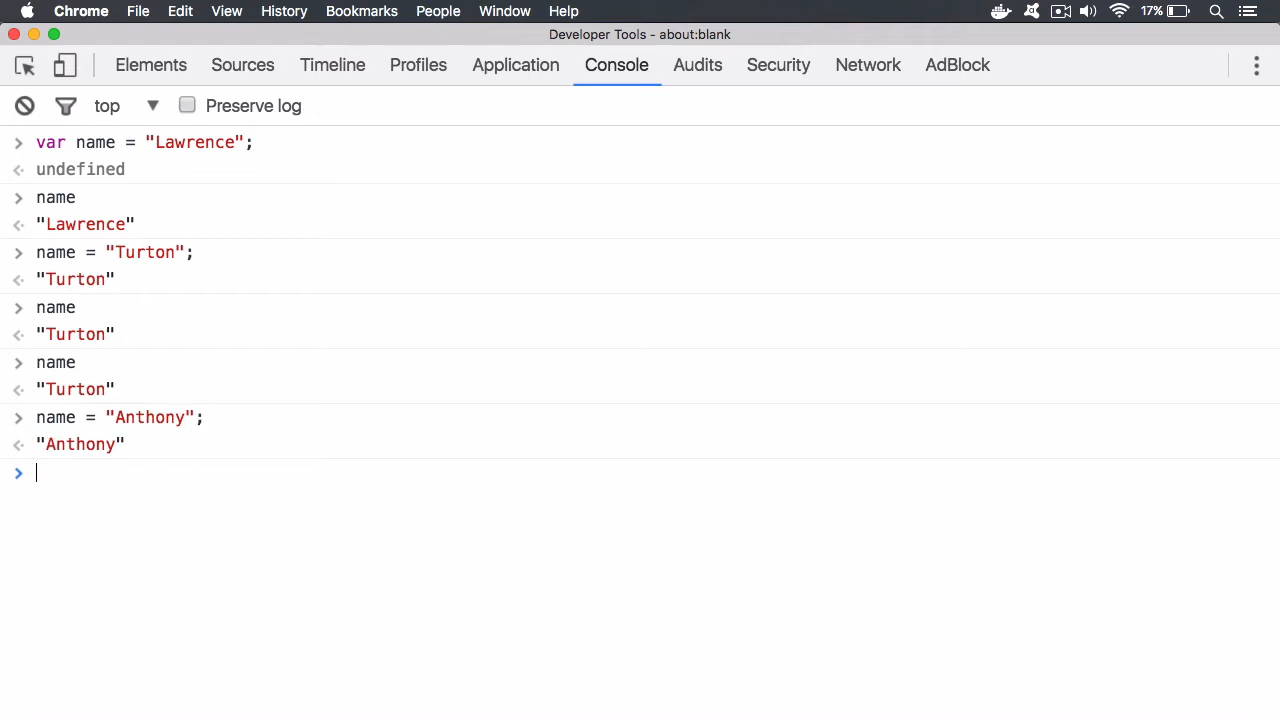 Chrome File Edit View History Bookmarks People Window Help 17%
Developer Tools - about:blank
Elements Sources Timeline Profiles Application Console Audits Security Network AdBlock
top Preserve log
var name = "Lawrence";
undefined
name
"Lawrence"
name = "Turton";
"Turton"
name
"Turton"
name
"Turton"
name = "Anthony";
"Anthony"